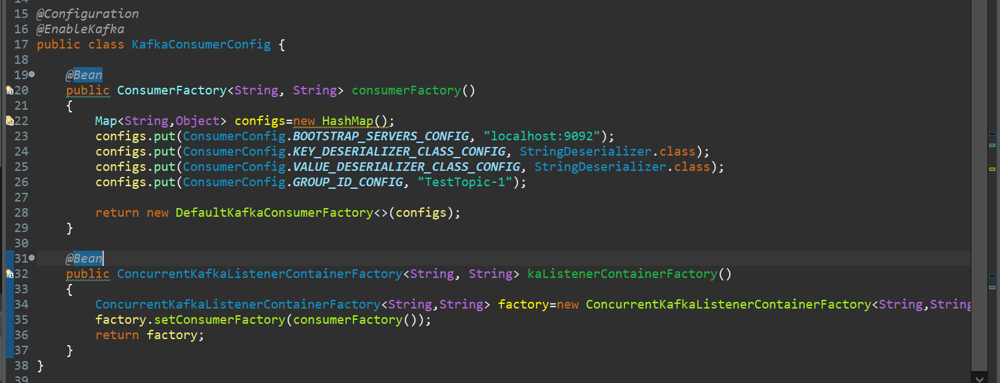 15 @Configuration
16 @EnableKafka
17 public class KafkaConsumerConfig {
18
19 @Bean
20 public ConsumerFactory<String, String> consumerFactory()
21 {
22 Map<String,Object> configs=new HashMap();
23 configs.put(ConsumerConfig.BOOTSTRAP_SERVERS_CONFIG, "localhost:9092");
24 configs.put(ConsumerConfig.KEY_DESERIALIZER_CLASS_CONFIG, StringDeserializer.class);
25 configs.put(ConsumerConfig.VALUE_DESERIALIZER_CLASS_CONFIG, StringDeserializer.class);
26 configs.put(ConsumerConfig.GROUP_ID_CONFIG, "TestTopic-1");
27
28 return new DefaultKafkaConsumerFactory<>(configs);
29 }
30
31 @Bean
32 public ConcurrentKafkaListenerContainerFactory<String, String> kaListenerContainerFactory()
33 {
34 ConcurrentKafkaListenerContainerFactory<String,String> factory=new ConcurrentKafkaListenerContainerFactory<String,String
35 factory.setConsumerFactory(consumerFactory());
36 return factory;
37 }
38 }
39